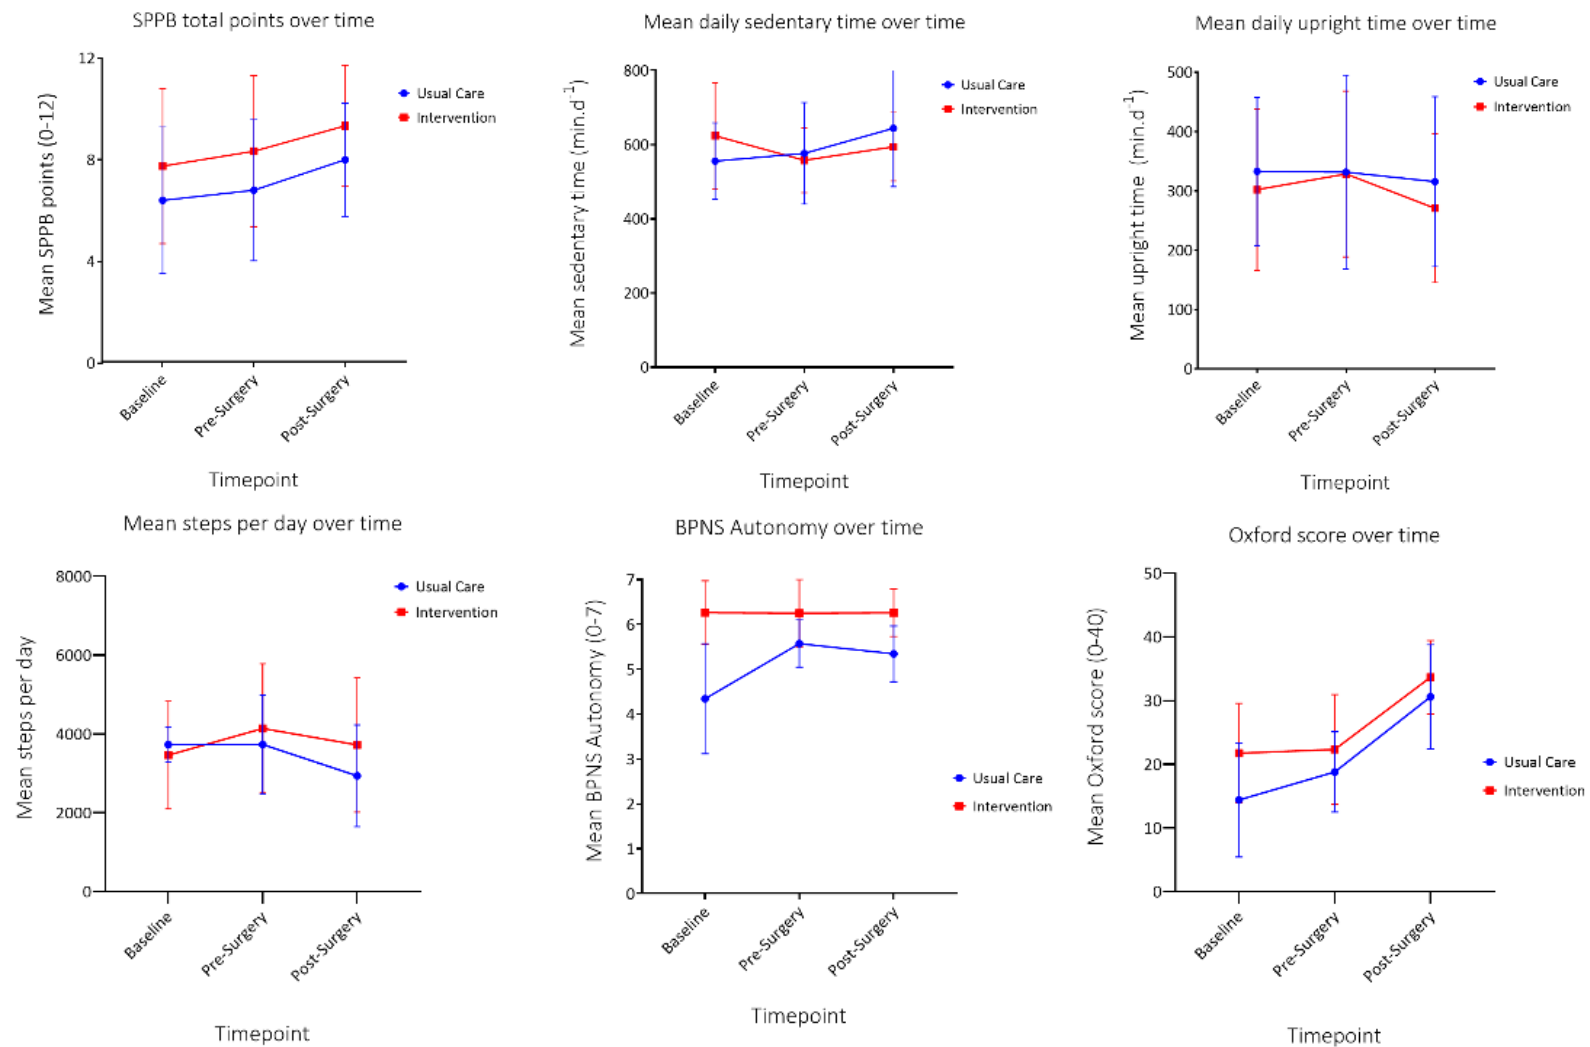 SPPB total points over time
Mean SPPB points (0-12)
12
8
4
0
Usual Care
Intervention
Baseline
Pre-Surgery
Post-Surgery
Timepoint
Mean daily sedentary time over time
Mean sedentary time (min.d-1)
800
600
400
200
0
Usual Care
Intervention
Baseline
Pre-Surgery
Post-Surgery
Timepoint
Mean daily upright time over time
Mean upright time (min.d-1)
500
400
300
200
100
0
Usual Care
Intervention
Baseline
Pre-Surgery
Post-Surgery
Timepoint
Mean steps per day over time
Mean steps per day
8000
6000
4000
2000
0
Usual Care
Intervention
Baseline
Pre-Surgery
Post-Surgery
Timepoint
BPNS Autonomy over time
Mean BPNS Autonomy (0-7)
7
6
5
4
3
2
1
0
Usual Care
Intervention
Baseline
Pre-Surgery
Post-Surgery
Timepoint
Oxford score over time
Mean Oxford score (0-40)
50
40
30
20
10
0
Usual Care
Intervention
Baseline
Pre-Surgery
Post-Surgery
Timepoint